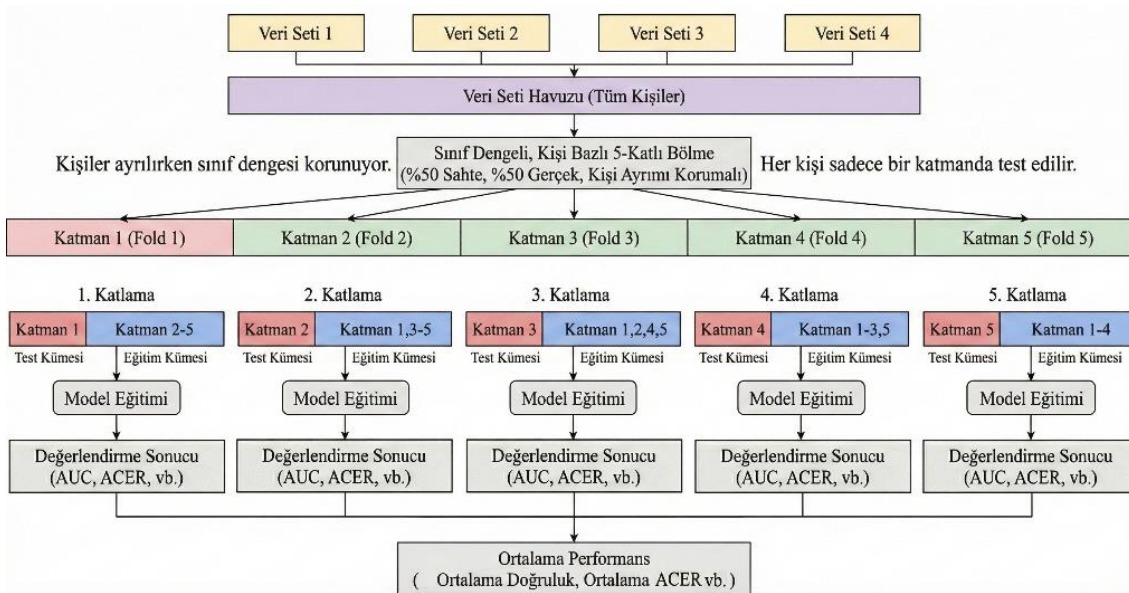 Veri Seti 1
Veri Seti 2
Veri Seti 3
Veri Seti 4
Veri Seti Havuzu (Tüm Kişiler)
Kişiler ayrılırken sınıf dengesi korunuyor.
Sınıf Dengeli, Kişi Bazlı 5-Katlı Bölme
(%50 Sahte, %50 Gerçek, Kişi Ayrımı Korumalı)
Her kişi sadece bir katmanda test edilir.
Katman 1 (Fold 1)
Katman 2 (Fold 2)
Katman 3 (Fold 3)
Katman 4 (Fold 4)
Katman 5 (Fold 5)
1. Katlama
2. Katlama
3. Katlama
4. Katlama
5. Katlama
Katman 1
Katman 2-5
Katman 2
Katman 1,3-5
Katman 3
Katman 1,2,4,5
Katman 4
Katman 1-3,5
Katman 5
Katman 1-4
Test Kümesi
Eğitim Kümesi
Test Kümesi
Eğitim Kümesi
Test Kümesi
Eğitim Kümesi
Test Kümesi
Eğitim Kümesi
Test Kümesi
Eğitim Kümesi
Model Eğitimi
Model Eğitimi
Model Eğitimi
Model Eğitimi
Model Eğitimi
Değerlendirme Sonucu
(AUC, ACER, vb.)
Değerlendirme Sonucu
(AUC, ACER, vb.)
Değerlendirme Sonucu
(AUC, ACER, vb.)
Değerlendirme Sonucu
(AUC, ACER, vb.)
Değerlendirme Sonucu
(AUC, ACER, vb.)
Ortalama Performans
( Ortalama Doğruluk, Ortalama ACER vb.)